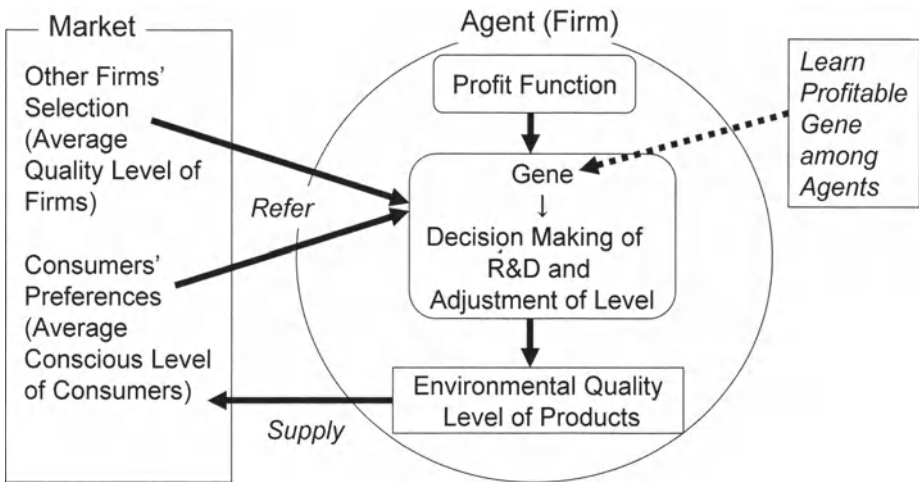 Market
Other Firms’
Selection
(Average
Quality Level of
Firms)
Consumers’
Preferences
(Average
Conscious Level
of Consumers)
Refer
Supply
Agent (Firm)
Profit Function
Gene
↓
Decision Making of
R&D and
Adjustment of Level
Environmental Quality
Level of Products
Learn
Profitable
Gene
among
Agents